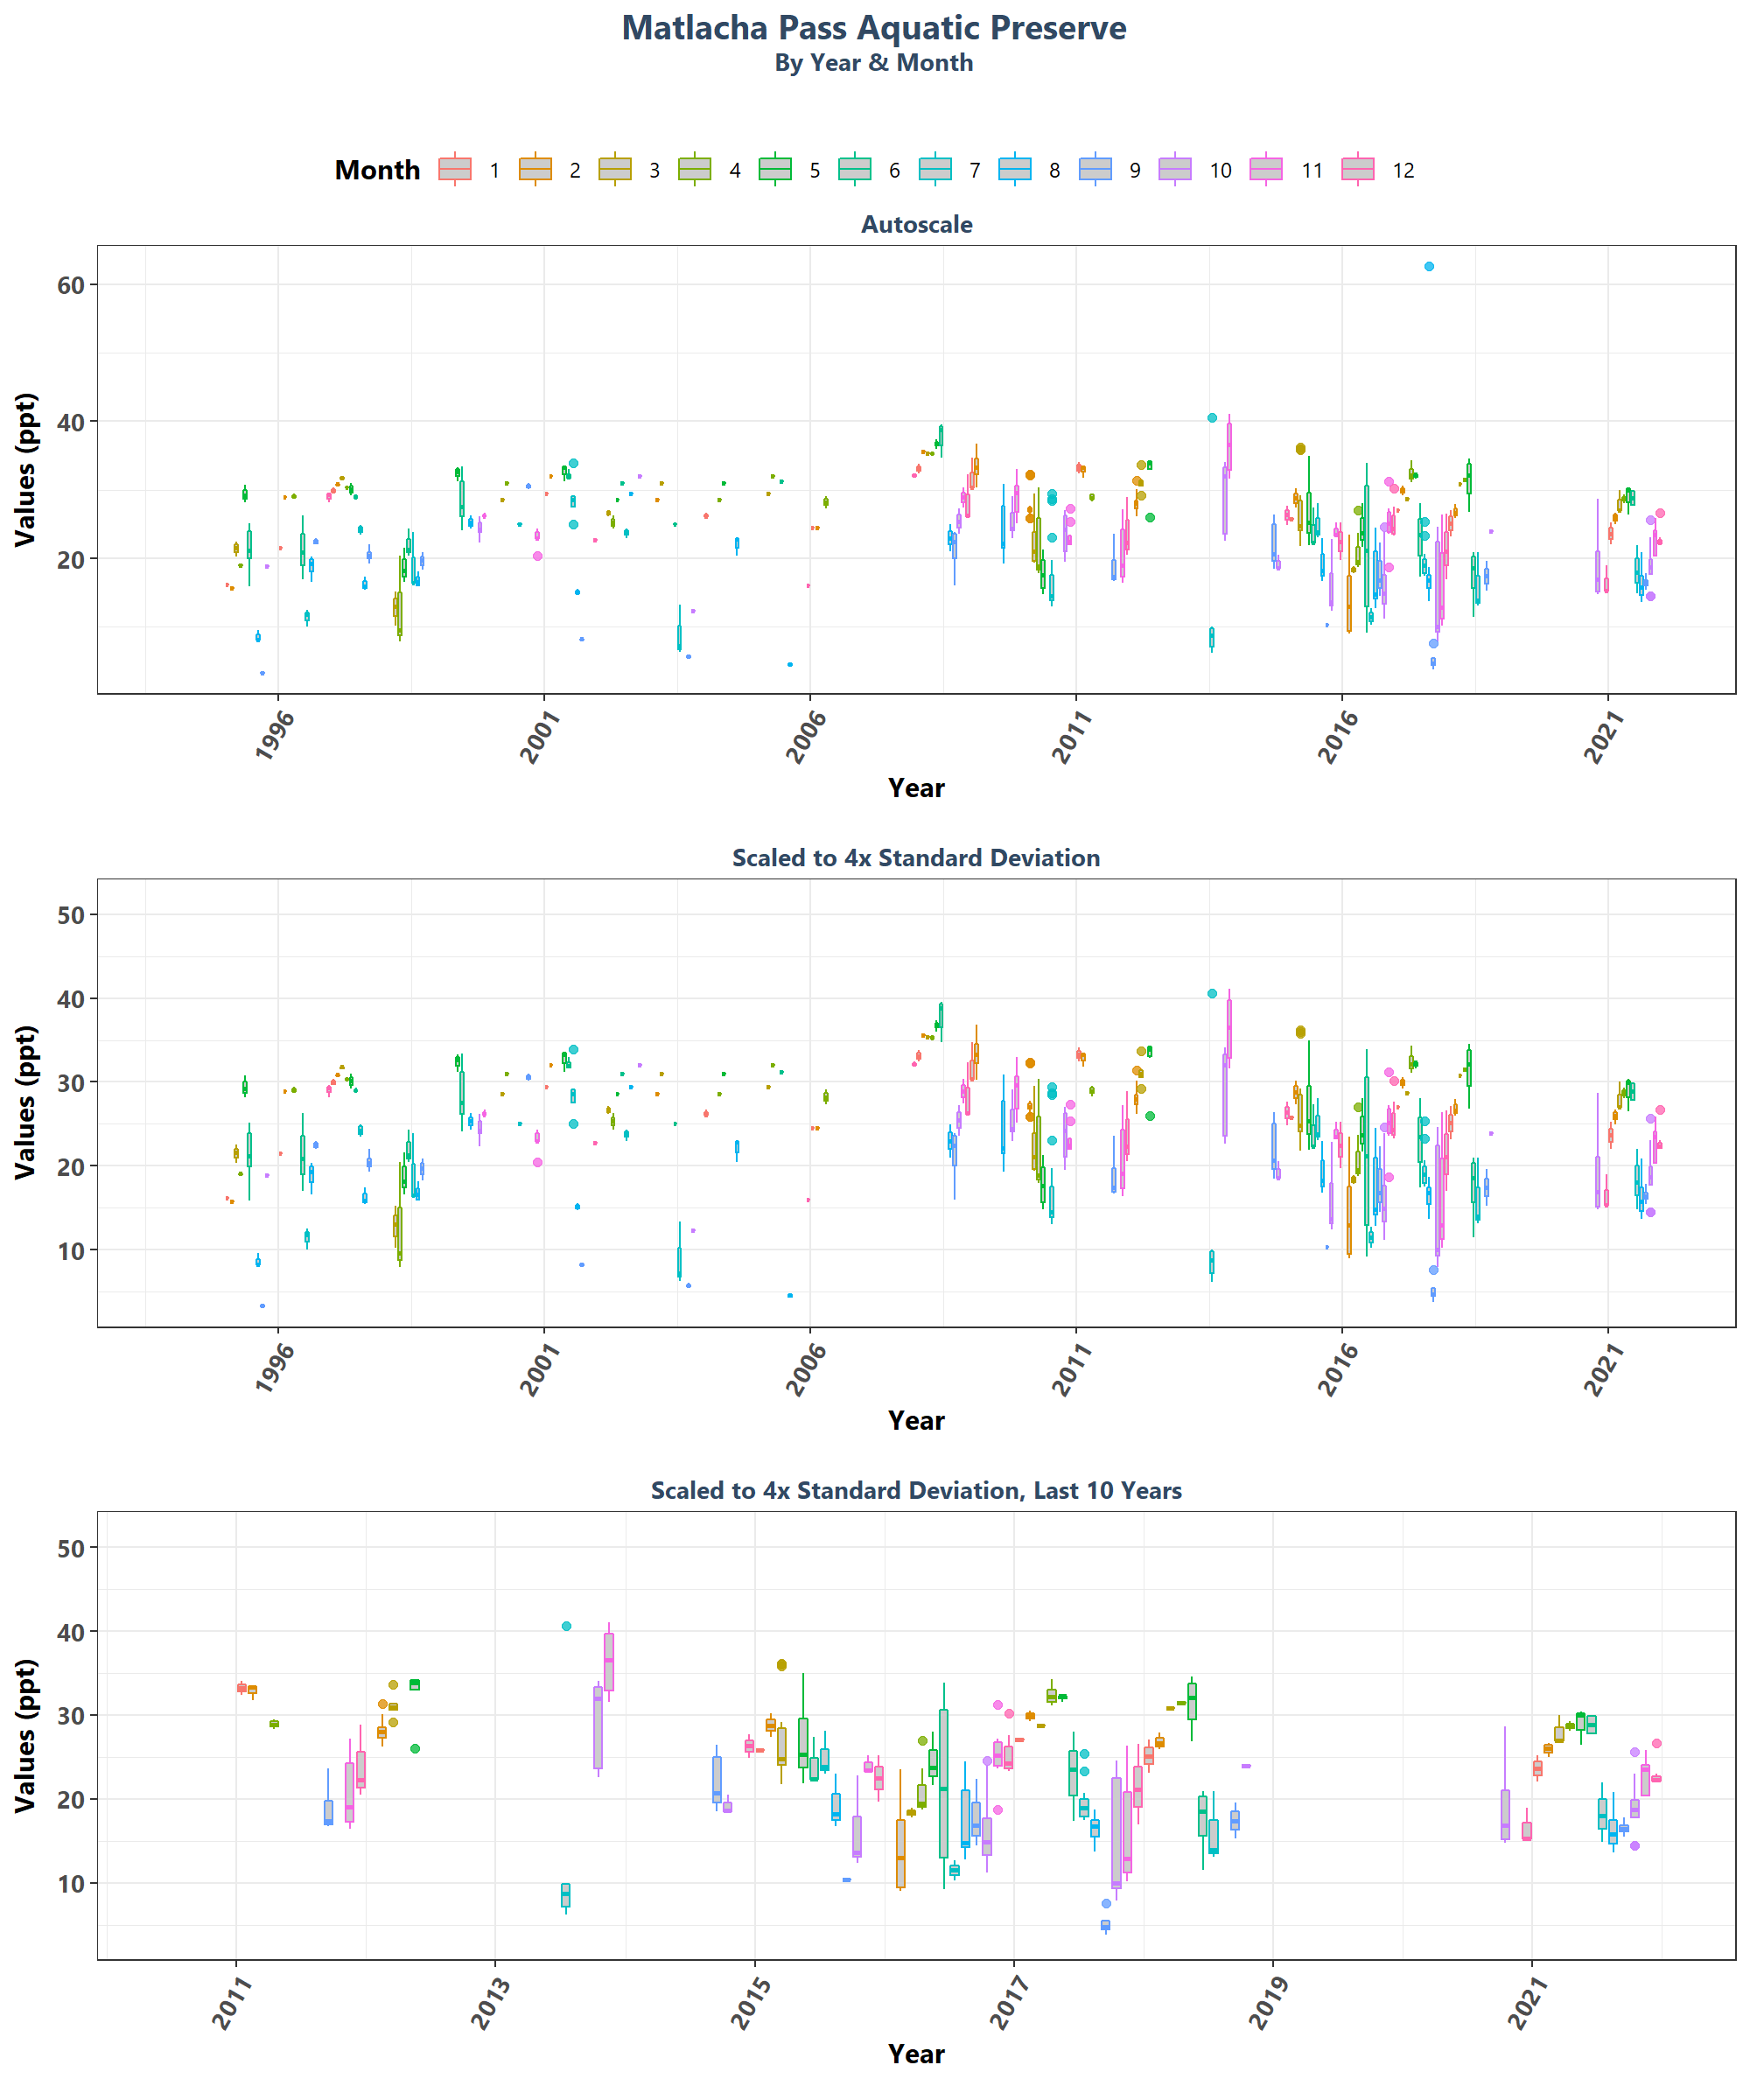 Matlacha Pass Aquatic Preserve
By Year & Month
Month 1 2 3 4 5 6 7 8 9 10 11 12
Autoscale
Values (ppt)
60
40
20
1996 2001 2006 2011 2016 2021
Year
Scaled to 4x Standard Deviation
Values (ppt)
50
40
30
20
10
1996 2001 2006 2011 2016 2021
Year
Scaled to 4x Standard Deviation, Last 10 Years
Values (ppt)
50
40
30
20
10
2011 2013 2015 2017 2019 2021
Year